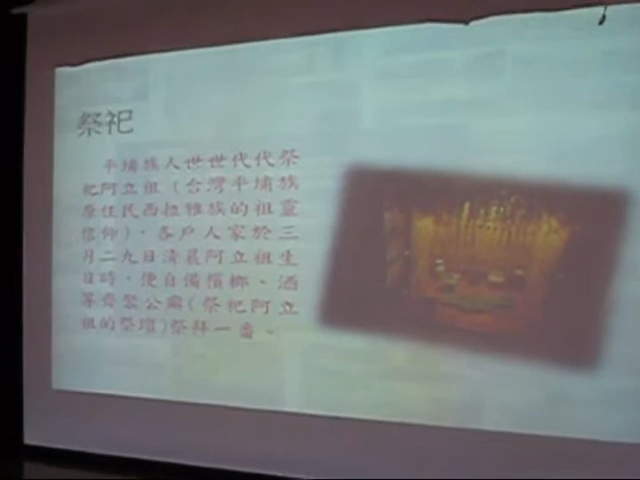 祭祀
平埔族人世世代代祭
祀阿立祖(台灣平埔族
原住民西拉雅族的祖靈
信仰),各戶人家於三
月二九日清晨阿立祖生
日時,便自備檳榔、酒
等齊聚公廨(祭祀阿立
祖的祭壇)祭拜一番。